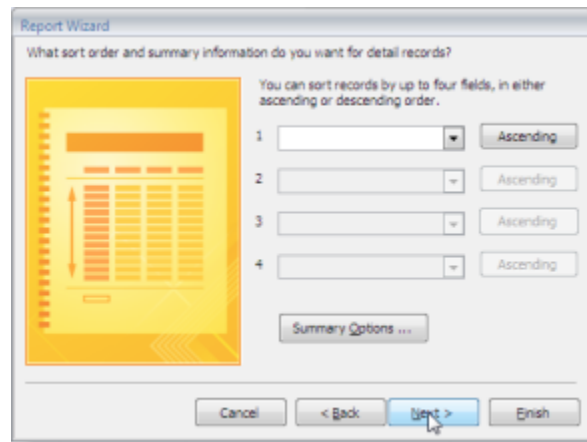 Report Wizard
What sort order and summary information do you want for detail records?
You can sort records by up to four fields, in either
ascending or descending order.
1 Ascending
2 Ascending
3 Ascending
4 Ascending
Summary Options ...
Cancel < Back Next > Finish